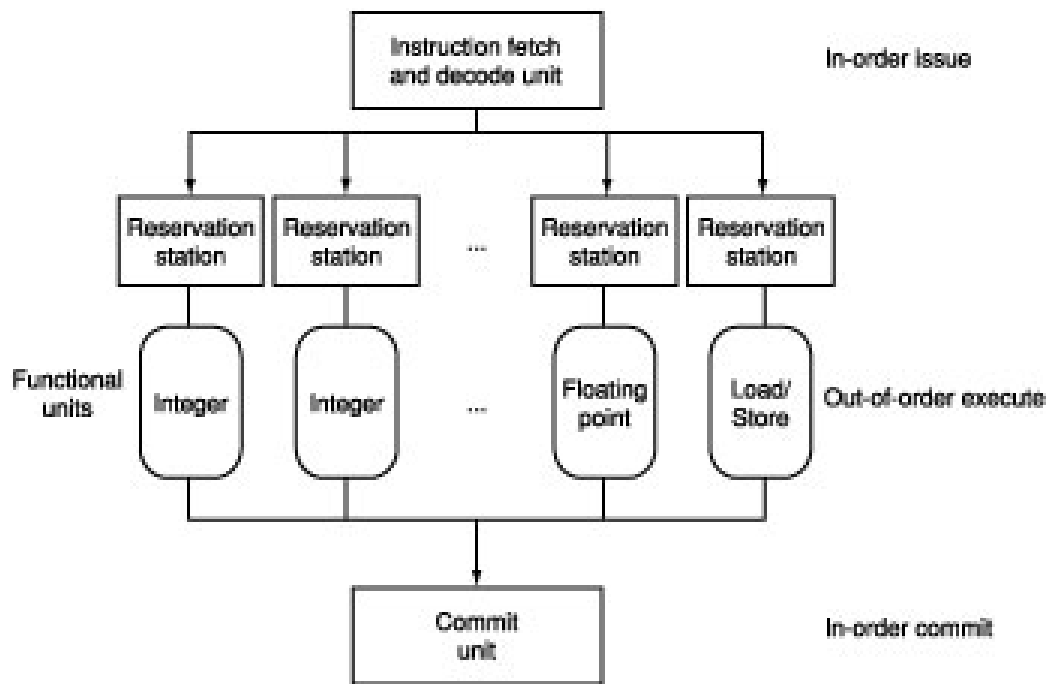 Instruction fetch
and decode unit
In-order issue
Reservation
station
Reservation
station
...
Reservation
station
Reservation
station
Functional
units
Integer
Integer
...
Floating
point
Load/
Store
Out-of-order execute
Commit
unit
In-order commit